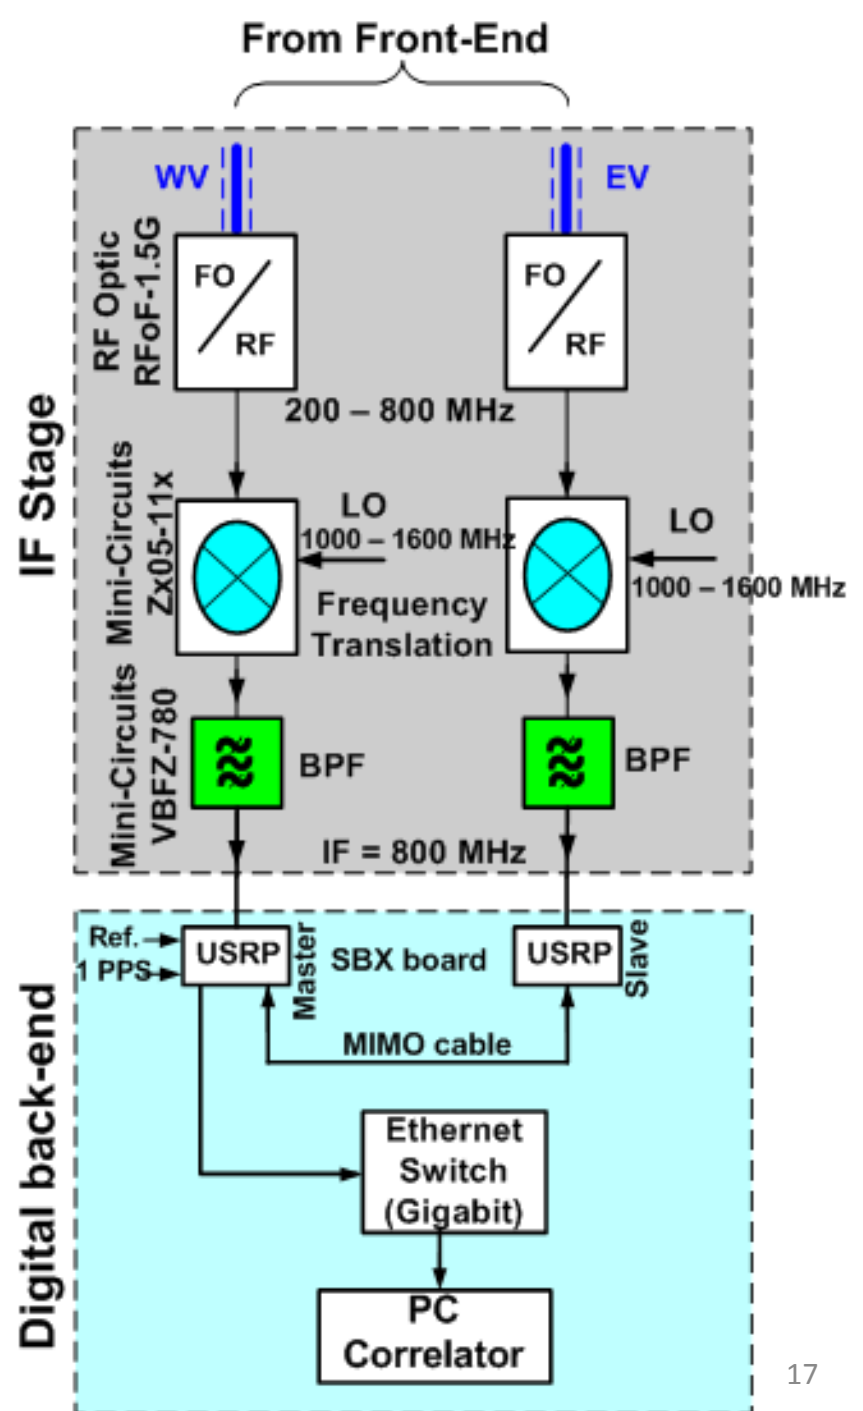 From Front-End
WV
EV
RF Optic
RFoF-1.5G
FO
RF
FO
RF
200 – 800 MHz
IF Stage
Mini-Circuits
Zx05-11x
LO
1000 – 1600 MHz
LO
1000 – 1600 MHz
Frequency
Translation
Mini-Circuits
VBFZ-780
BPF
BPF
IF = 800 MHz
Ref.
1 PPS
USRP
Master
SBX board
USRP
Slave
MIMO cable
Digital back-end
Ethernet
Switch
(Gigabit)
PC
Correlator
17